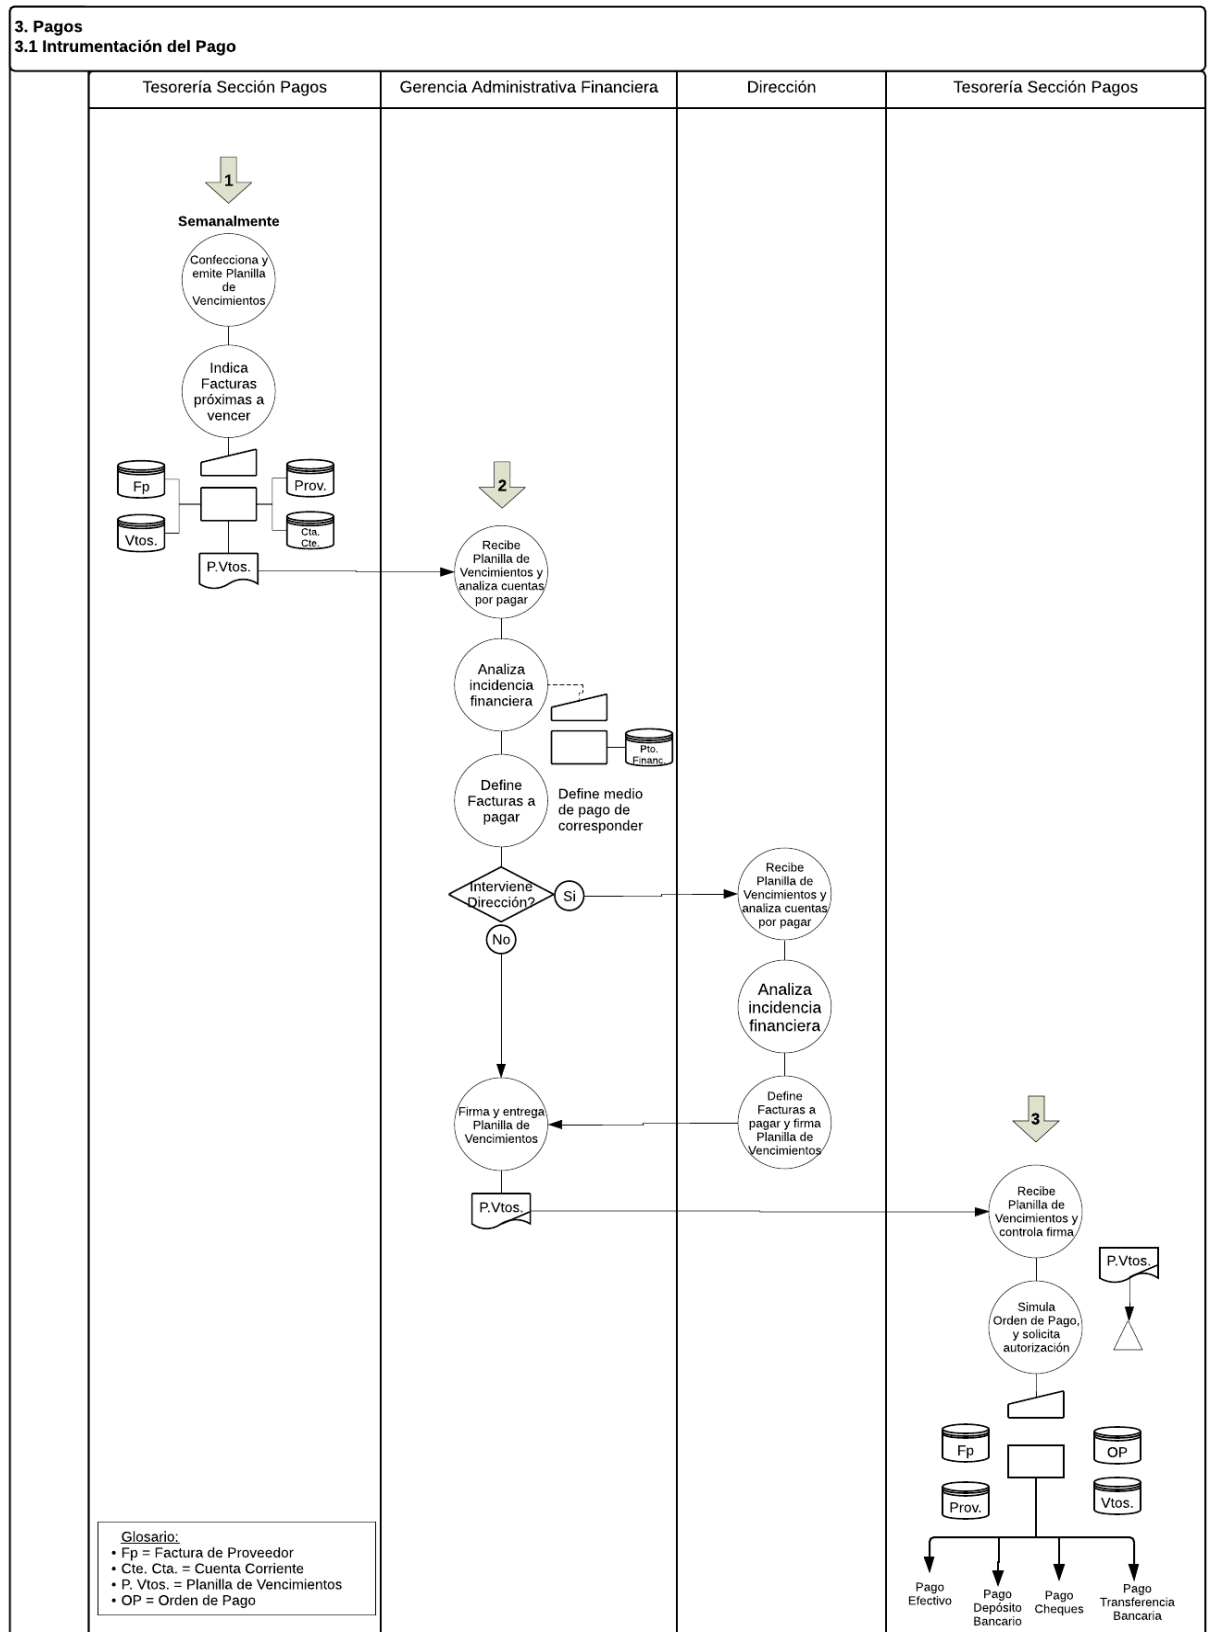 3. Pagos
3.1 Intrumentación del Pago
Tesorería Sección Pagos
Gerencia Administrativa Financiera
Dirección
Tesorería Sección Pagos
1
Semanalmente
Confecciona y
emite Planilla
de
Vencimientos
Indica
Facturas
próximas a
vencer
Fp
Prov.
Vtos.
Cta.
Cte.
P.Vtos.
2
Recibe
Planilla de
Vencimientos y
analiza cuentas
por pagar
Analiza
incidencia
financiera
Pto.
Financ.
Define
Facturas a
pagar
Define medio
de pago de
corresponder
Interviene
Dirección?
Si
No
Recibe
Planilla de
Vencimientos y
analiza cuentas
por pagar
Analiza
incidencia
financiera
Define
Facturas a
pagar y firma
Planilla de
Vencimientos
Firma y entrega
Planilla de
Vencimientos
P.Vtos.
3
Recibe
Planilla de
Vencimientos y
controla firma
P.Vtos.
Simula
Orden de Pago,
y solicita
autorización
Fp
OP
Prov.
Vtos.
Pago
Efectivo
Pago
Depósito
Bancario
Pago
Cheques
Pago
Transferencia
Bancaria
Glosario:
• Fp = Factura de Proveedor
• Cte. Cta. = Cuenta Corriente
• P. Vtos. = Planilla de Vencimientos
• OP = Orden de Pago